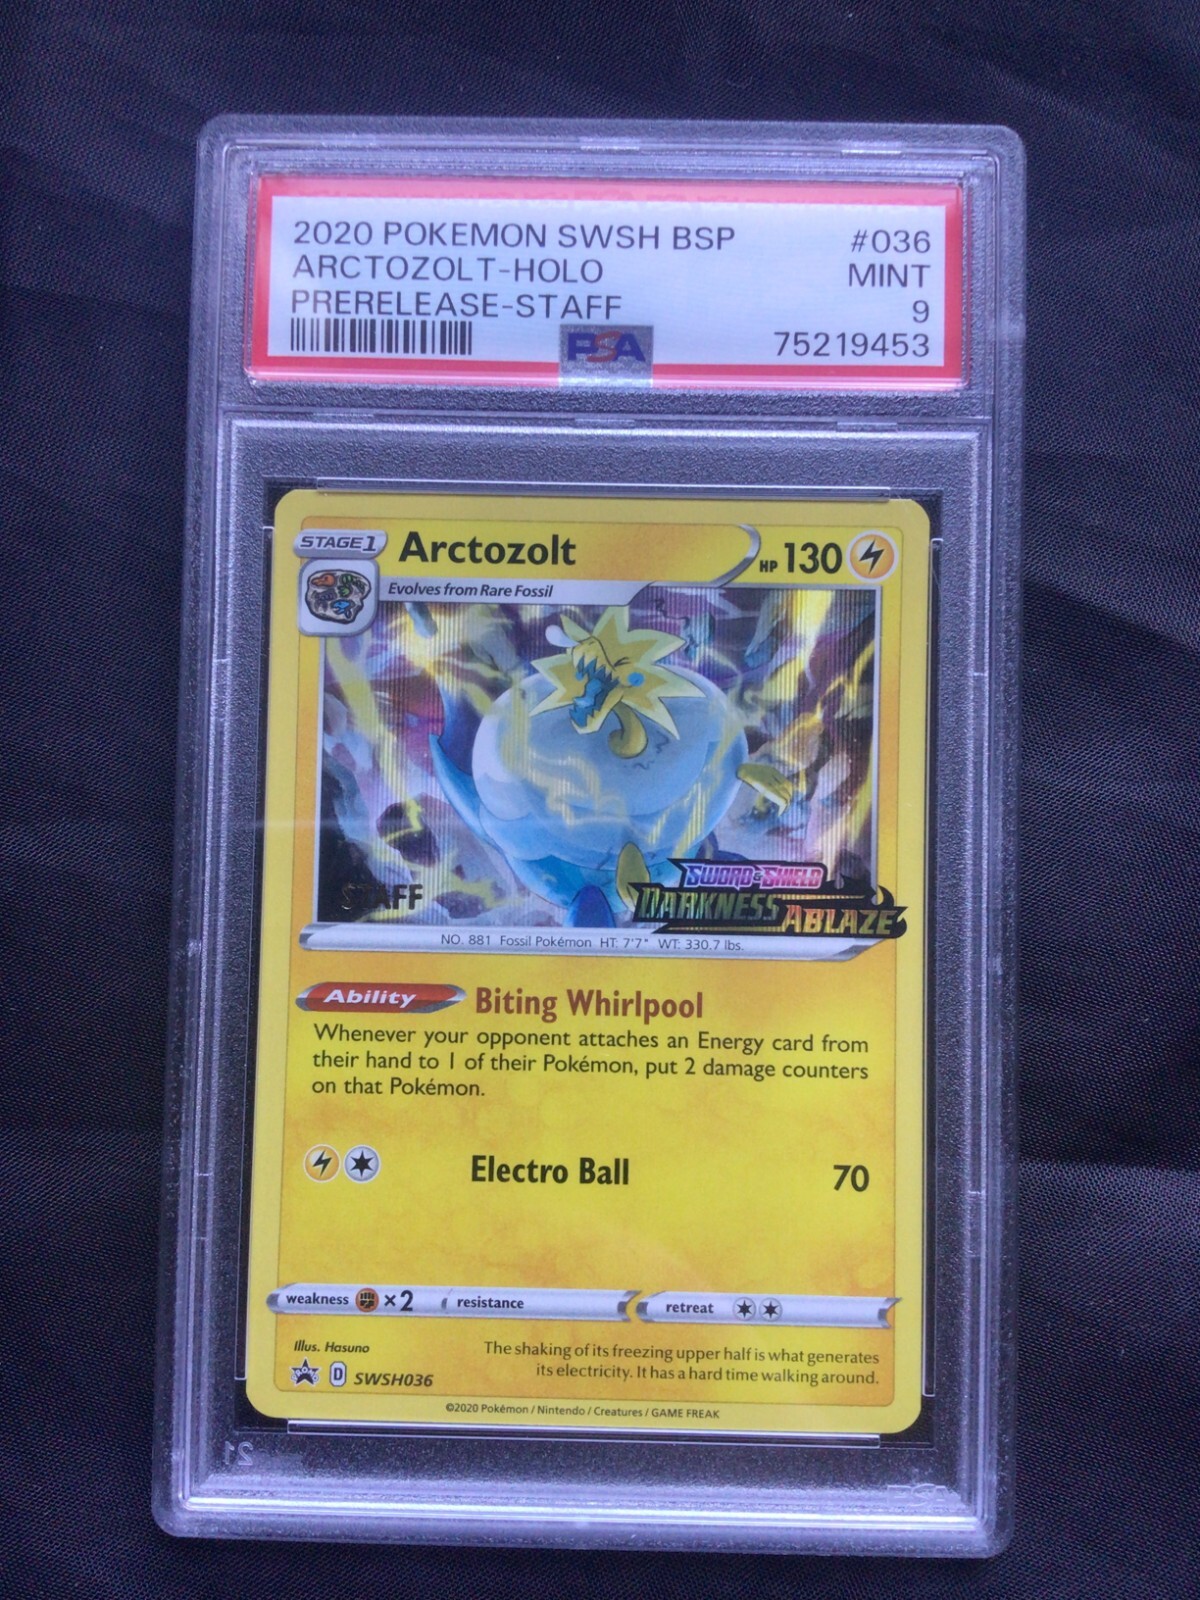 2020 POKEMON SWSH BSP #036
ARCTOZOLT-HOLO MINT
PRERELEASE-STAFF 9
PSA 75219453
STAGE 1 Arctozolt HP 130
Evolves from Rare Fossil
STAFF
SWORD & SHIELD
DARKNESS ABLAZE
NO. 881 Fossil Pokémon HT: 7'7" WT: 330.7 lbs.
Ability Biting Whirlpool
Whenever your opponent attaches an Energy card from
their hand to 1 of their Pokémon, put 2 damage counters
on that Pokémon.
Electro Ball 70
weakness ×2 resistance retreat
Illus. Hasuno
The shaking of its freezing upper half is what generates
its electricity. It has a hard time walking around.
D SWSH036
©2020 Pokémon / Nintendo / Creatures / GAME FREAK